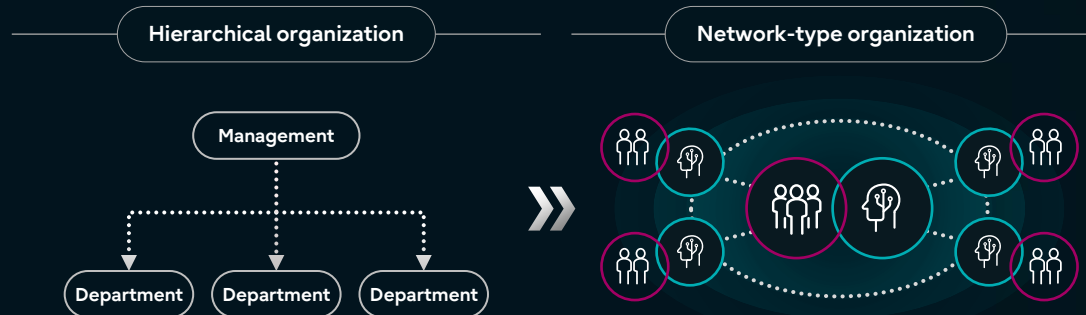 Hierarchical organization
Network-type organization
Management
Department
Department
Department